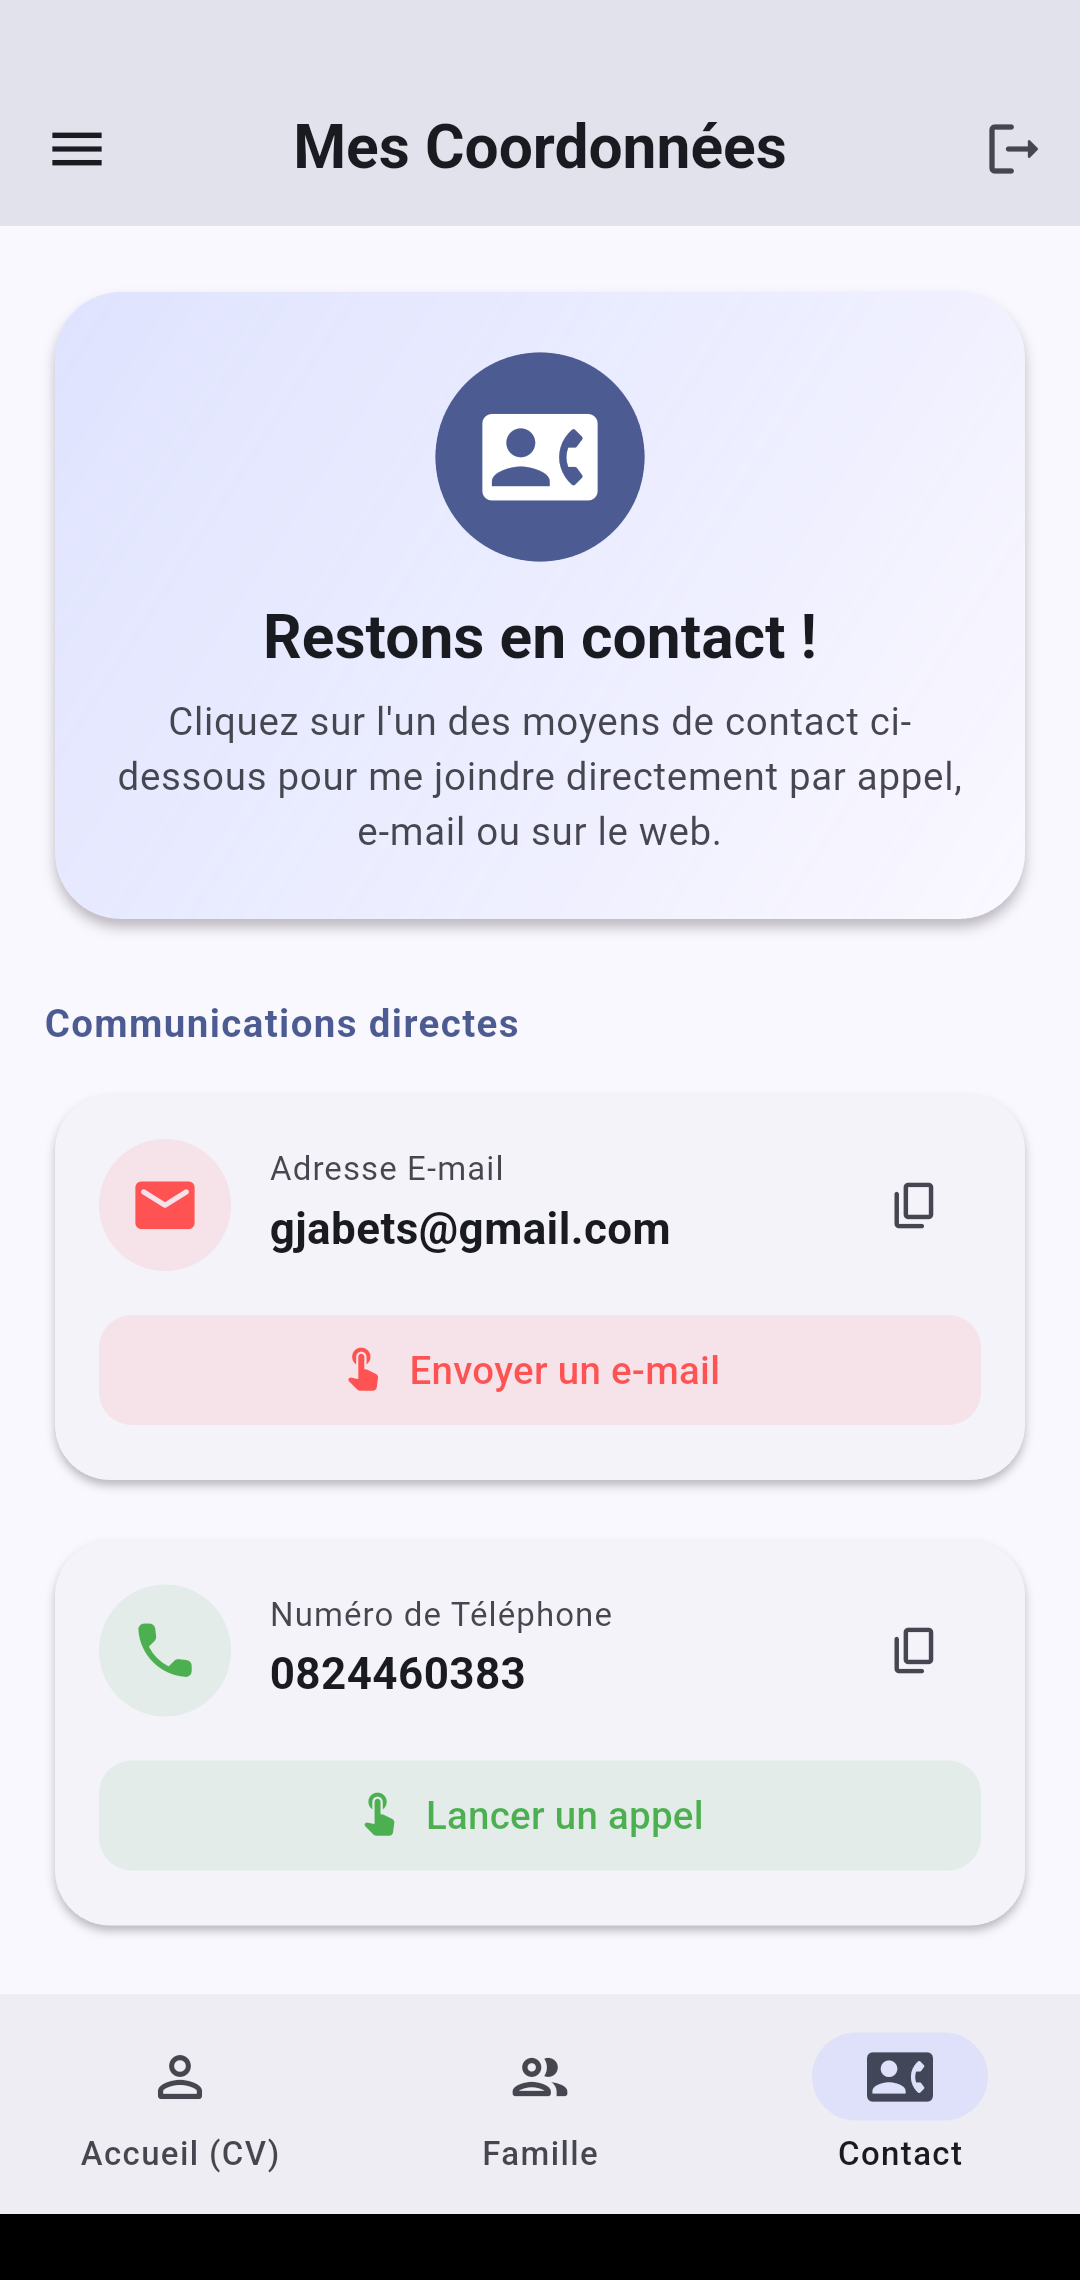 Mes Coordonnées
Restons en contact !
Cliquez sur l'un des moyens de contact ci-
dessous pour me joindre directement par appel,
e-mail ou sur le web.
Communications directes
Adresse E-mail
gjabets@gmail.com
Envoyer un e-mail
Numéro de Téléphone
0824460383
Lancer un appel
Accueil (CV)
Famille
Contact